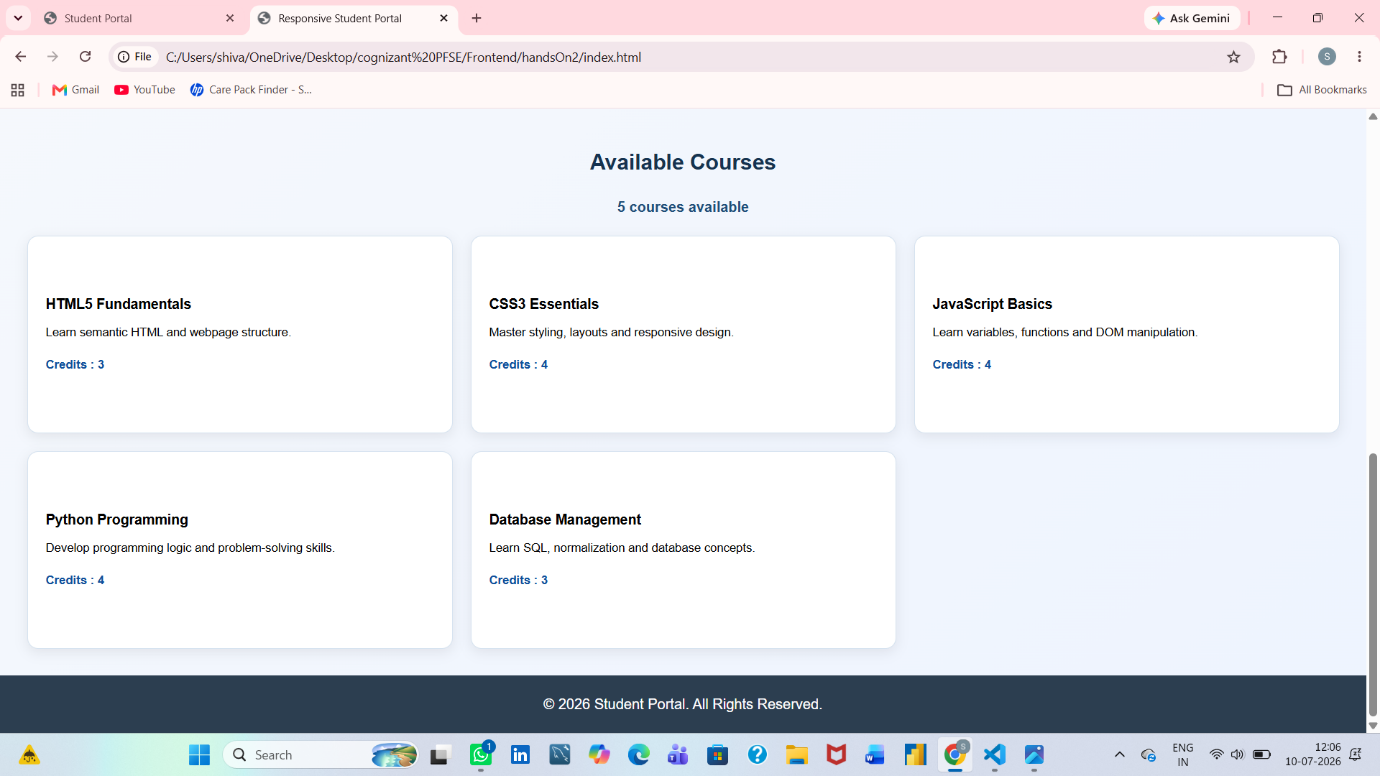 Student Portal
Responsive Student Portal
Ask Gemini
File C:/Users/shiva/OneDrive/Desktop/cognizant%20PFSE/Frontend/handsOn2/index.html
S
Gmail
YouTube
hp Care Pack Finder - S...
All Bookmarks
Available Courses
5 courses available
HTML5 Fundamentals
Learn semantic HTML and webpage structure.
Credits : 3
CSS3 Essentials
Master styling, layouts and responsive design.
Credits : 4
JavaScript Basics
Learn variables, functions and DOM manipulation.
Credits : 4
Python Programming
Develop programming logic and problem-solving skills.
Credits : 4
Database Management
Learn SQL, normalization and database concepts.
Credits : 3
© 2026 Student Portal. All Rights Reserved.
Search
1
ENG
IN
12:06
10-07-2026